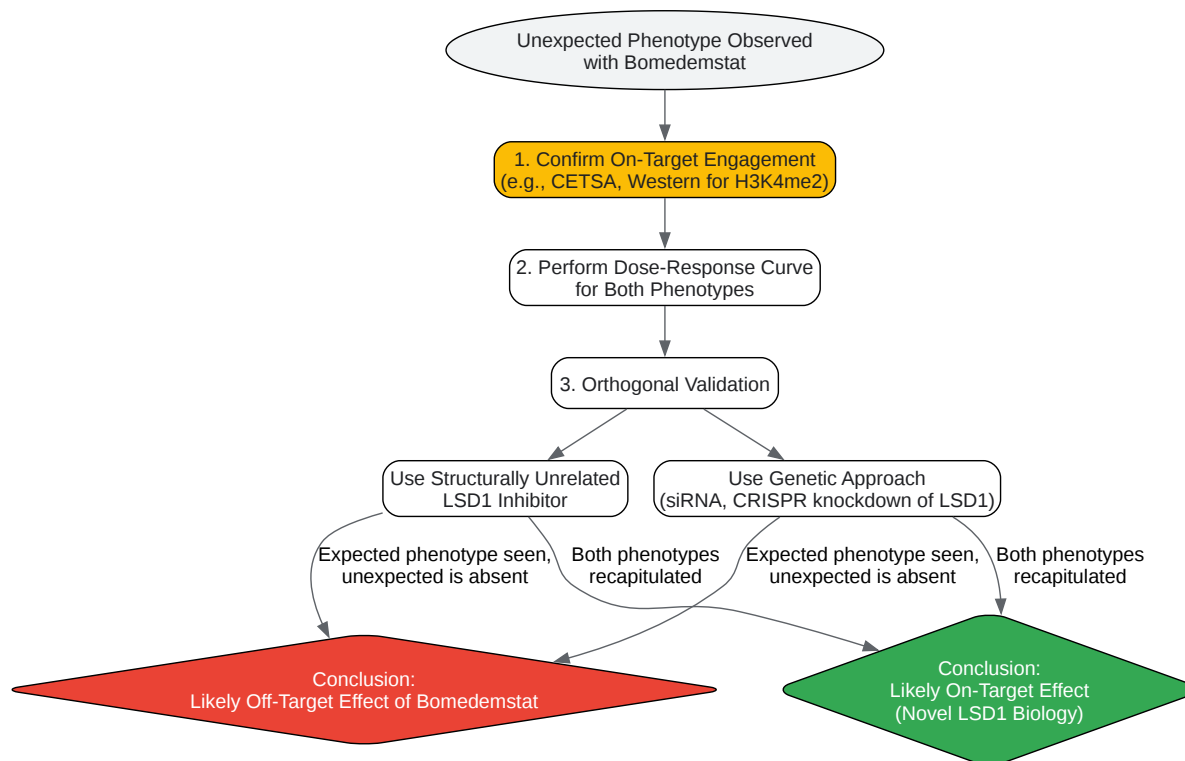 Unexpected Phenotype Observed
with Bomedemstat
1. Confirm On-Target Engagement
(e.g., CETSA, Western for H3K4me2)
2. Perform Dose-Response Curve
for Both Phenotypes
3. Orthogonal Validation
Use Structurally Unrelated
LSD1 Inhibitor
Use Genetic Approach
(siRNA, CRISPR knockdown of LSD1)
Expected phenotype seen,
unexpected is absent
Both phenotypes
recapitulated
Expected phenotype seen,
unexpected is absent
Both phenotypes
recapitulated
Conclusion:
Likely Off-Target Effect of Bomedemstat
Conclusion:
Likely On-Target Effect
(Novel LSD1 Biology)